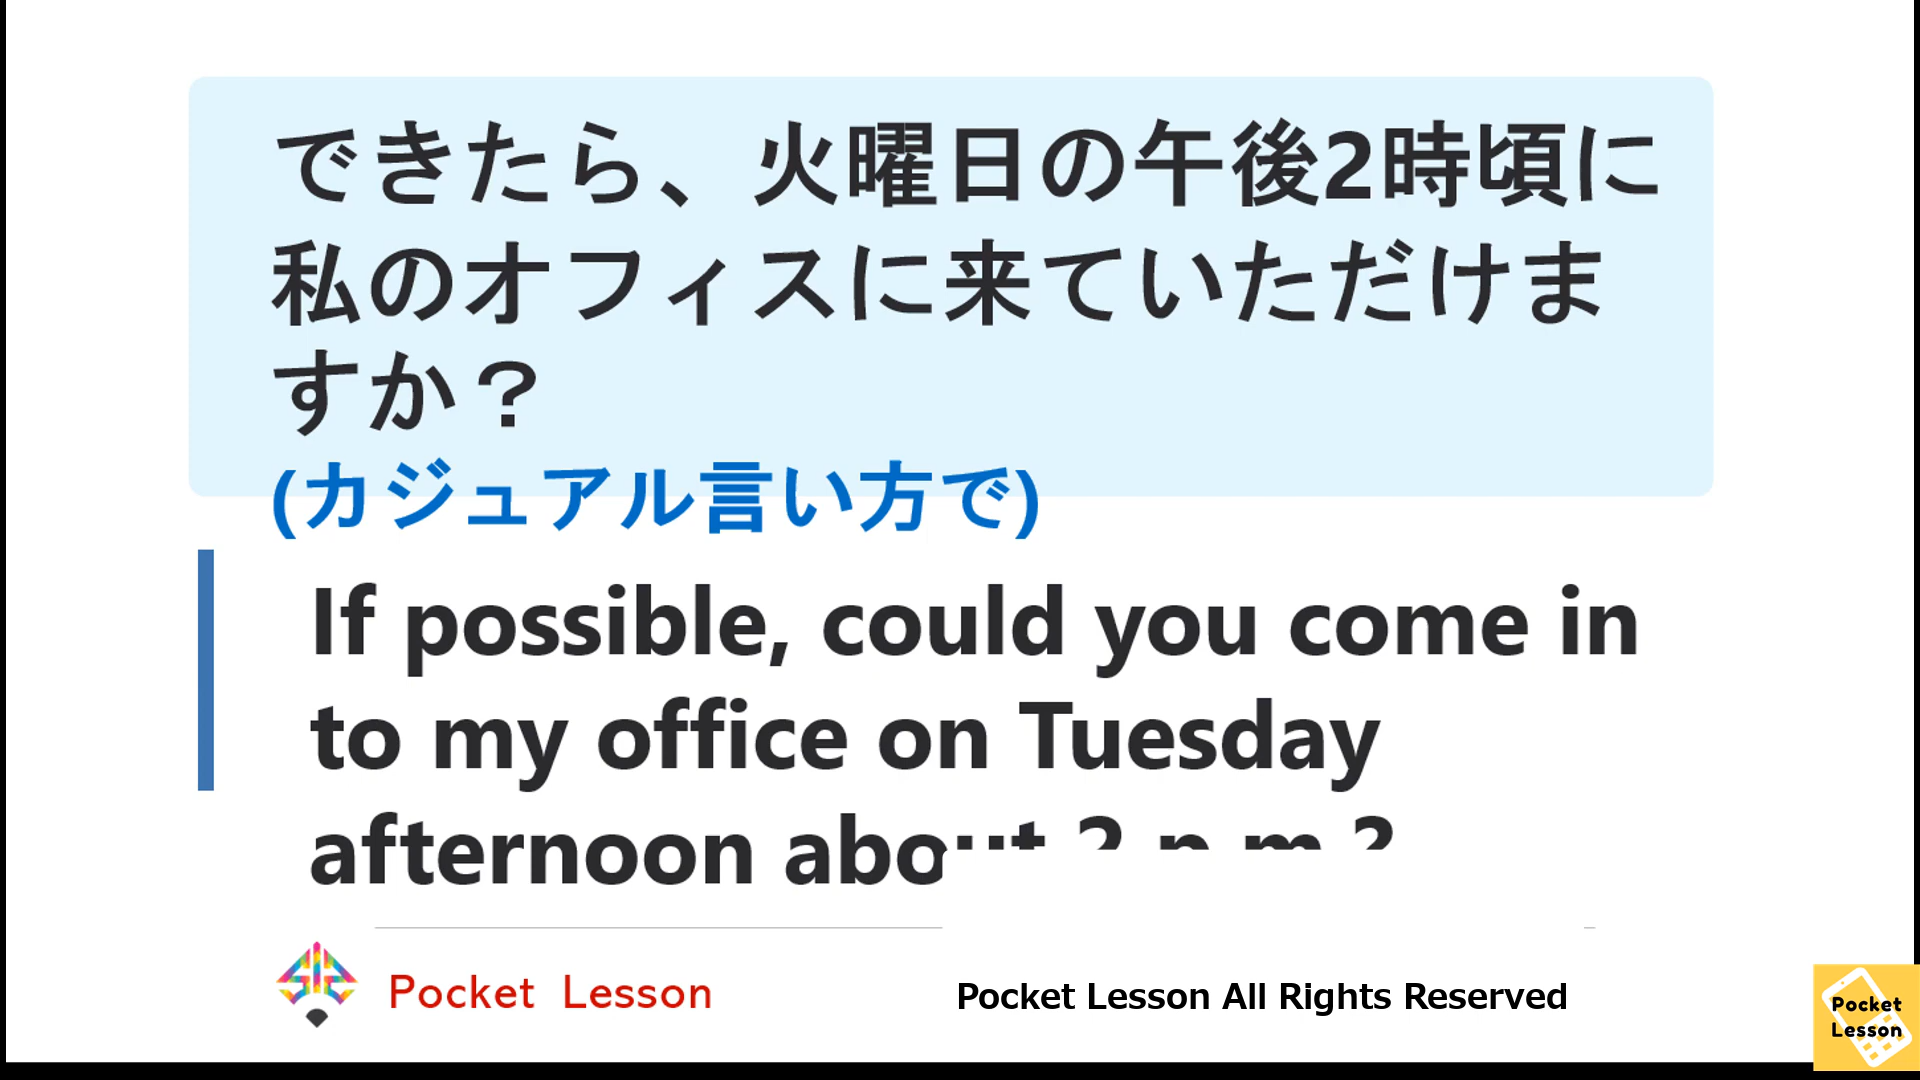 できたら、火曜日の午後2時頃に
私のオフィスに来ていただけま
すか？
(カジュアル言い方で)
If possible, could you come in
to my office on Tuesday
afternoon about 2 p.m.?
Pocket Lesson
Pocket Lesson All Rights Reserved
Pocket
Lesson